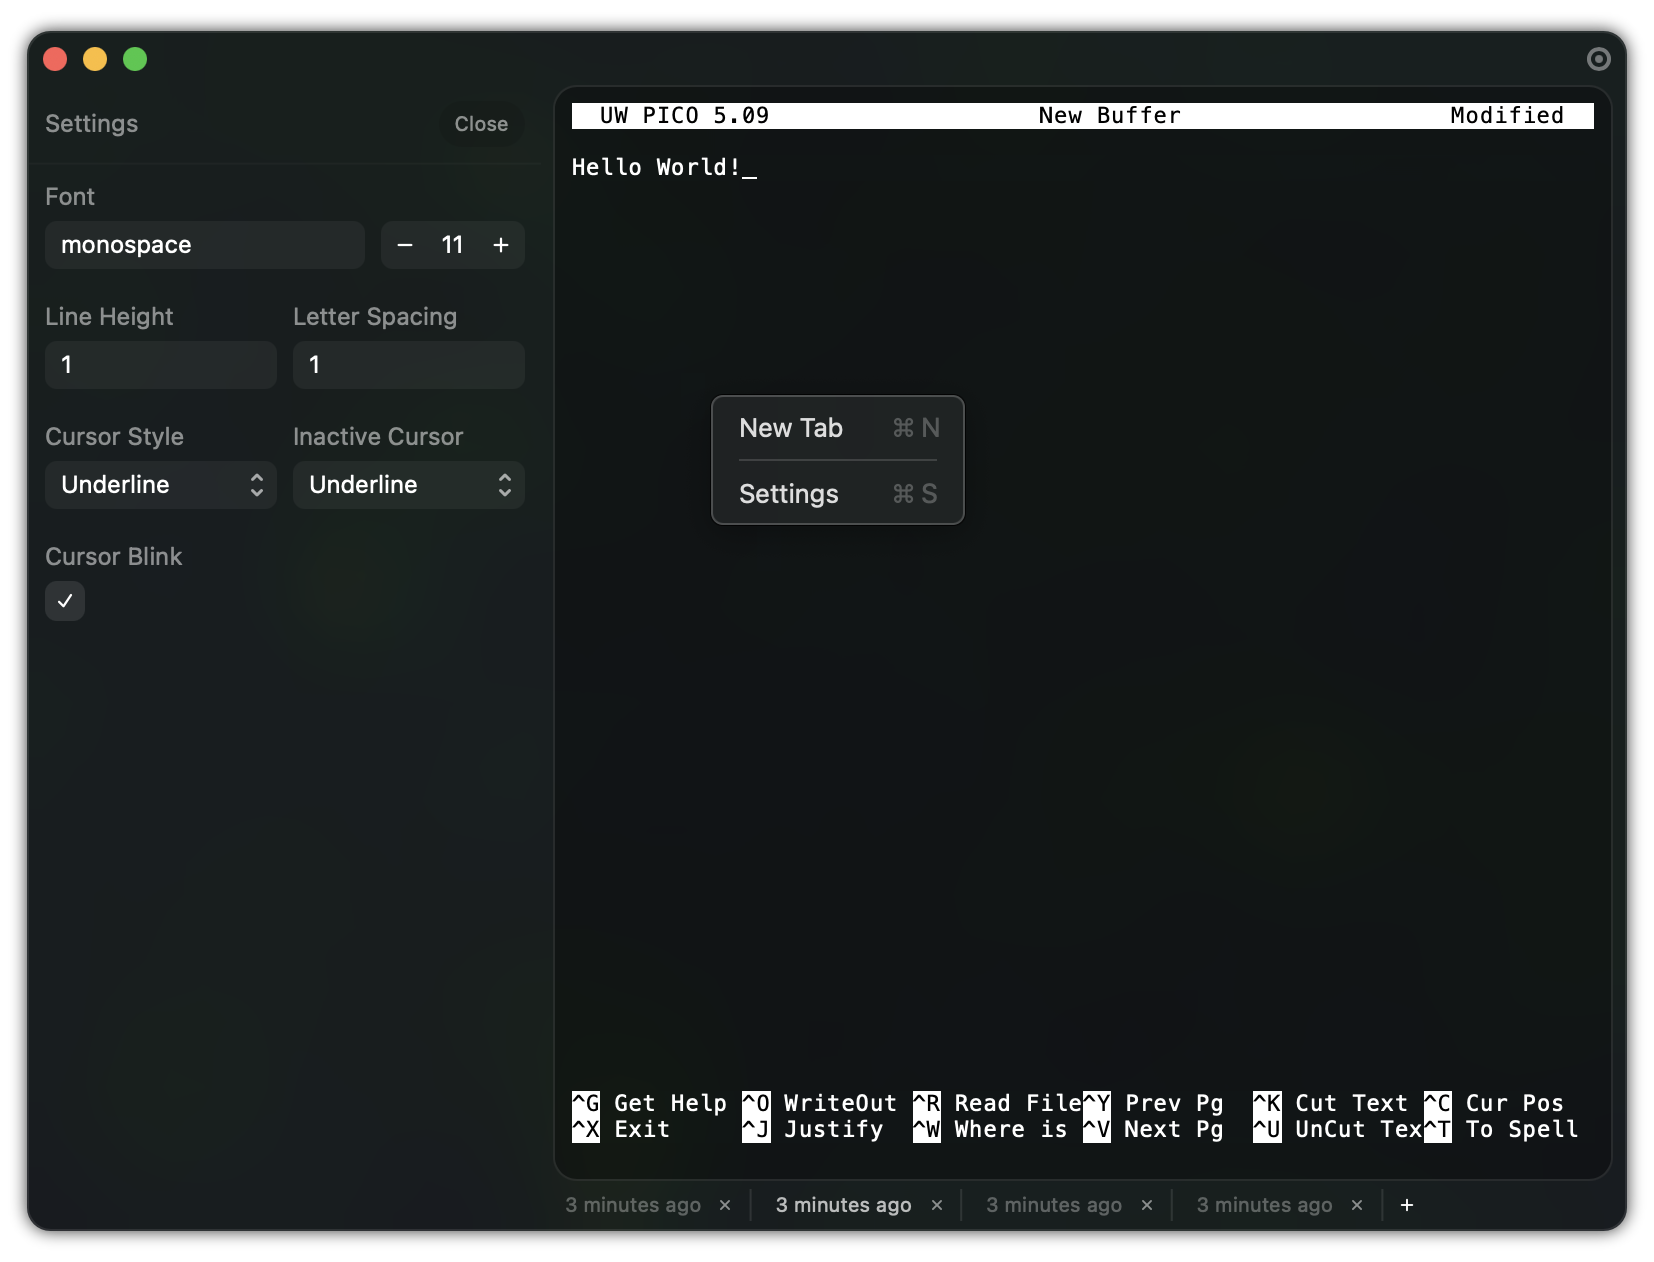 Settings Close
Font
monospace − 11 +
Line Height Letter Spacing
1 1
Cursor Style Inactive Cursor
Underline Underline
Cursor Blink
UW PICO 5.09 New Buffer Modified
Hello World!_
New Tab ⌘ N
Settings ⌘ S
^G Get Help ^O WriteOut ^R Read File^Y Prev Pg ^K Cut Text ^C Cur Pos
^X Exit ^J Justify ^W Where is ^V Next Pg ^U UnCut Tex^T To Spell
3 minutes ago × 3 minutes ago × 3 minutes ago × 3 minutes ago × +